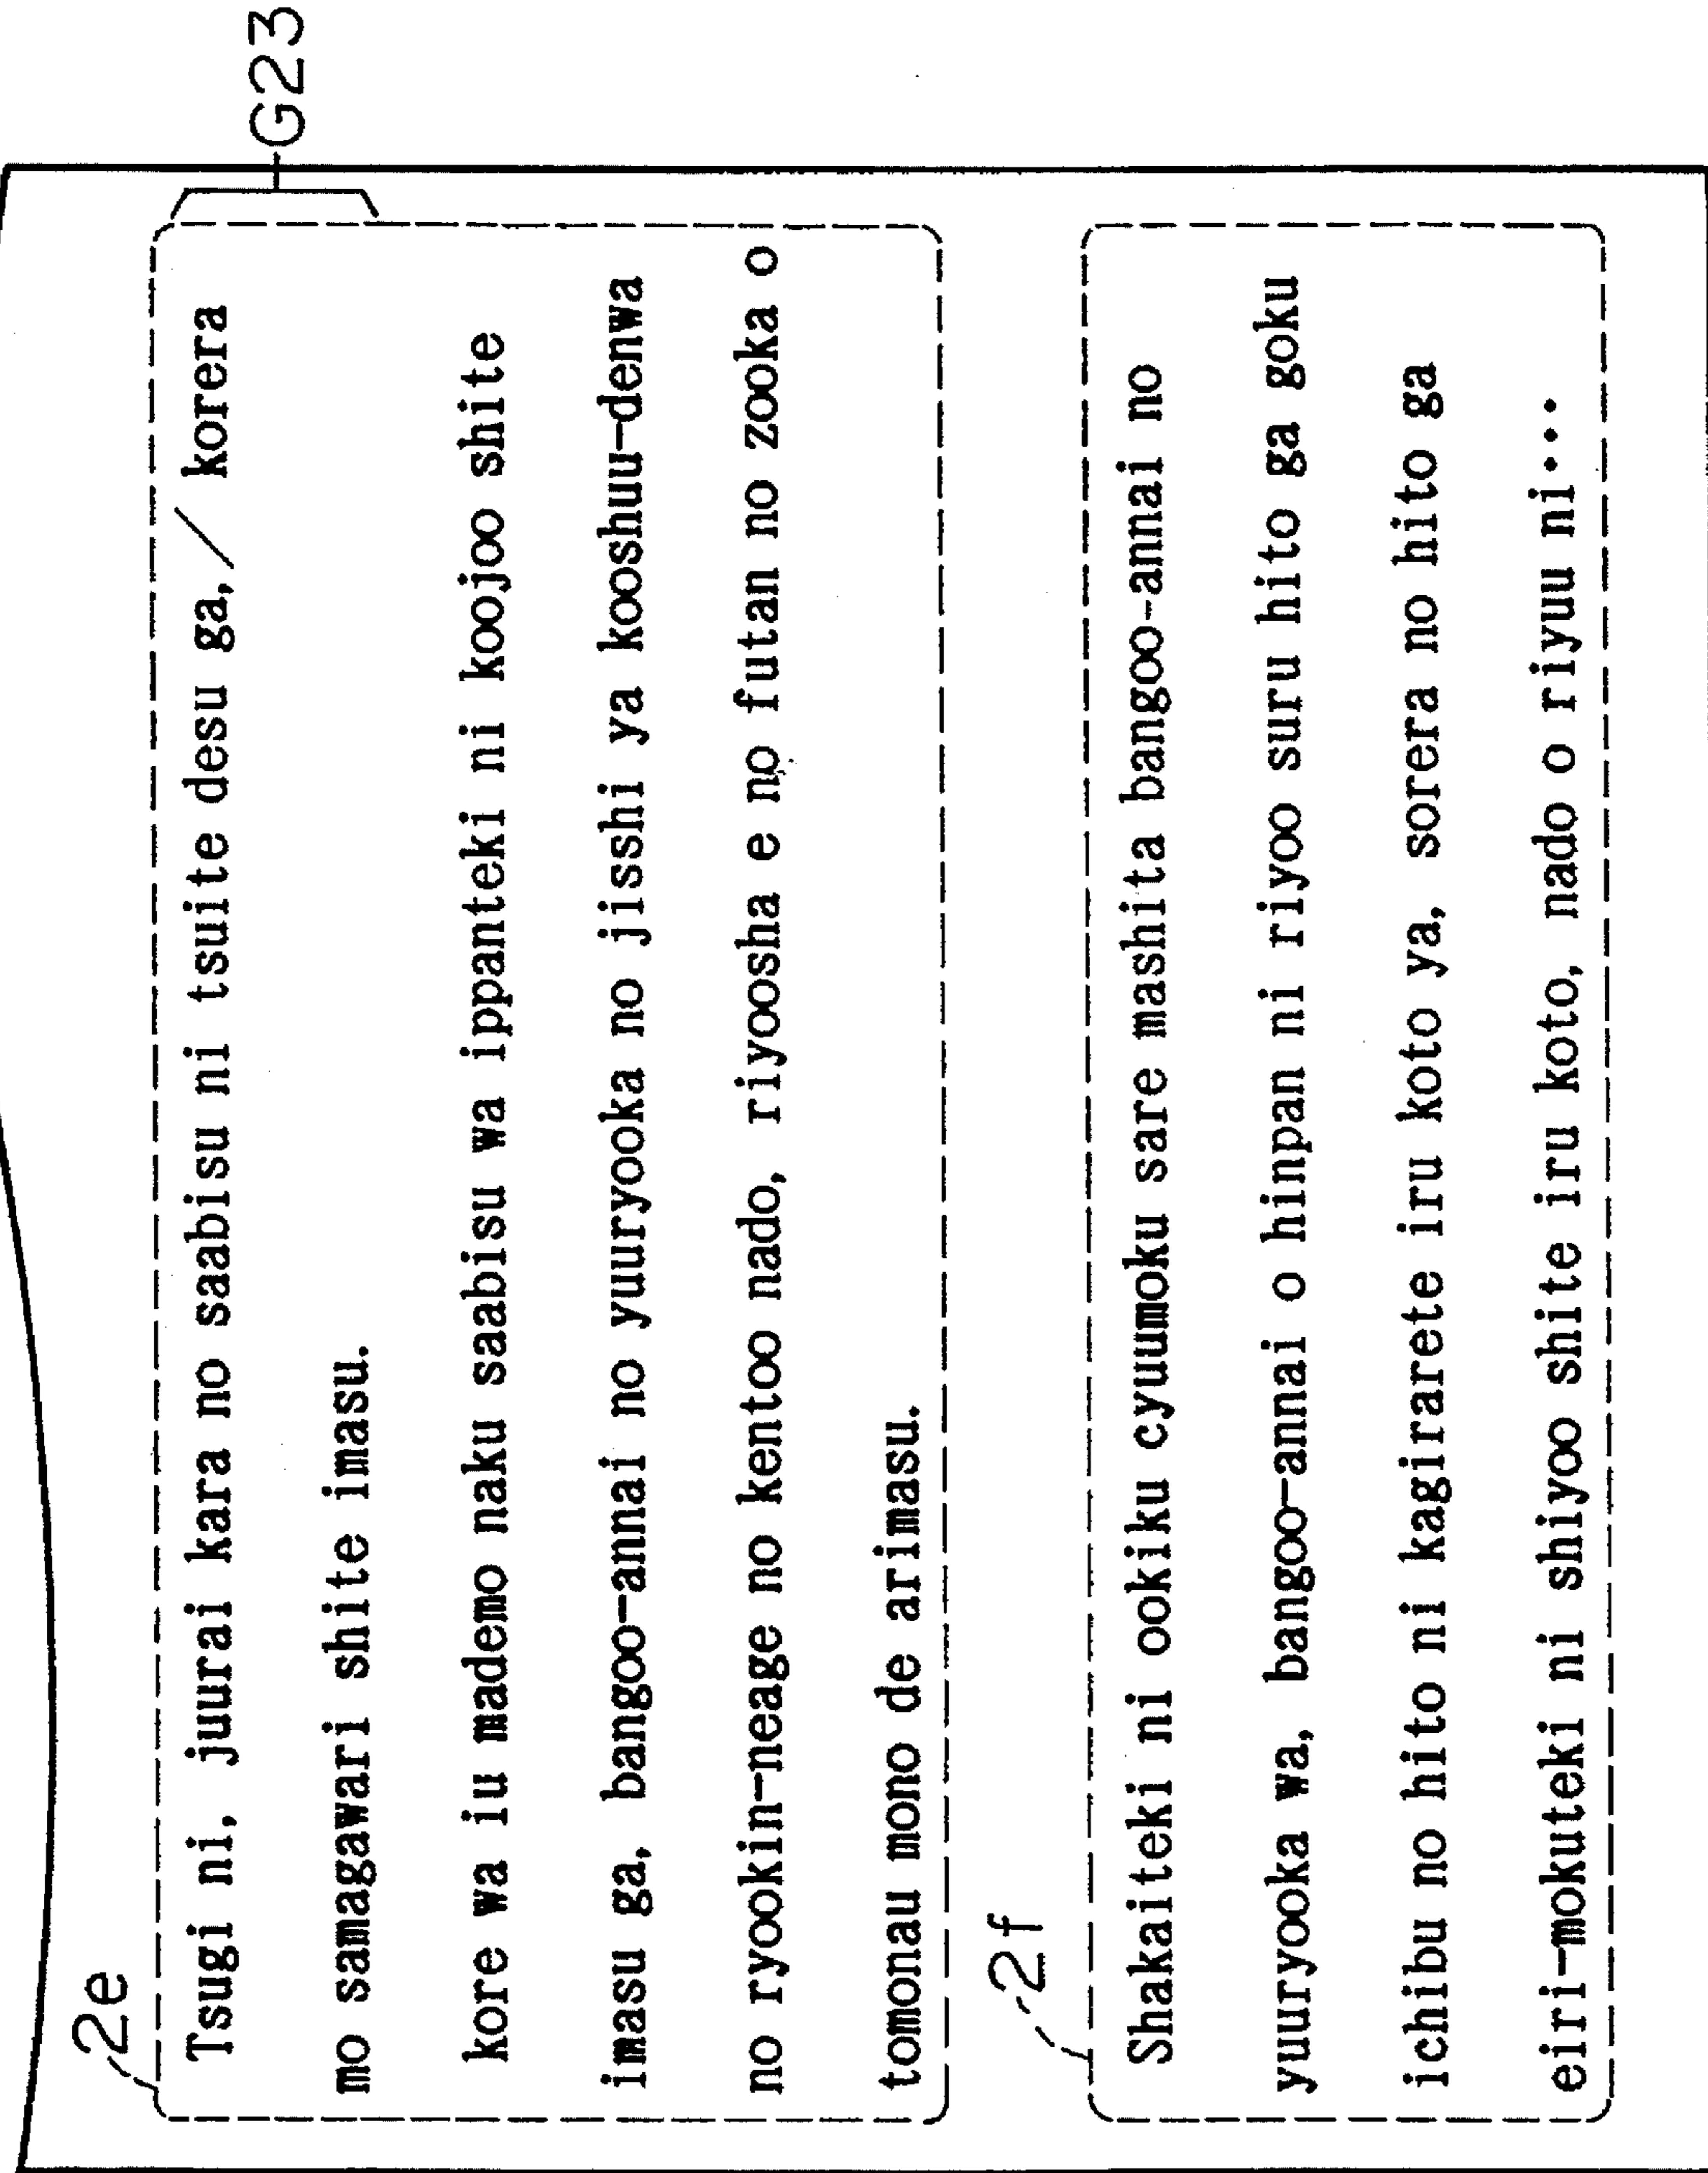 2e
G23
Tsugi ni, juurai kara no saabisu ni tsuite desu ga, / korera
mo samagawari shite imasu.
kore wa iu mademo naku saabisu wa ippanteki ni koojoo shite
imasu ga, bangoo-annai no yuuryooka no jisshi ya kooshuu-denwa
no ryookin-neage no kentoo nado, riyoosha e no futan no zooka o
tomonau mono de arimasu.
2f
Shakaiteki ni ookiku cyuumoku sare mashita bangoo-annai no
yuuryooka wa, bangoo-annai o hinpan ni riyoo suru hito ga goku
ichibu no hito ni kagirarete iru koto ya, sorera no hito ga
eiri-mokuteki ni shiyoo shite iru koto, nado o riyuu ni・・・